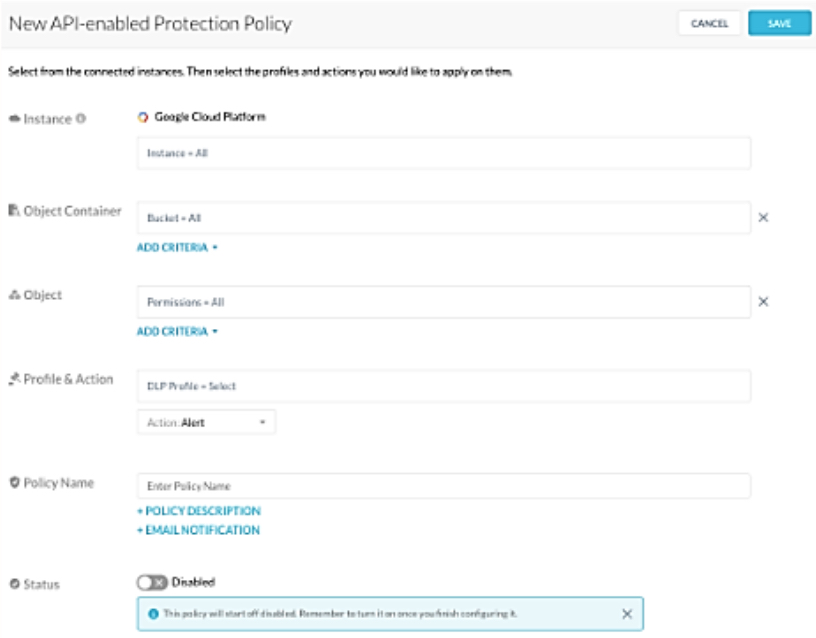 New API-enabled Protection Policy
CANCEL
SAVE
Select from the connected instances. Then select the profiles and actions you would like to apply on them.
Instance
Google Cloud Platform
Instance = All
Object Container
Bucket = All
ADD CRITERIA
Object
Permissions = All
ADD CRITERIA
Profile & Action
DLP Profile = Select
Action: Alert
Policy Name
Enter Policy Name
+ POLICY DESCRIPTION
+ EMAIL NOTIFICATION
Status
Disabled
This policy will start off disabled. Remember to turn it on once you finish configuring it.